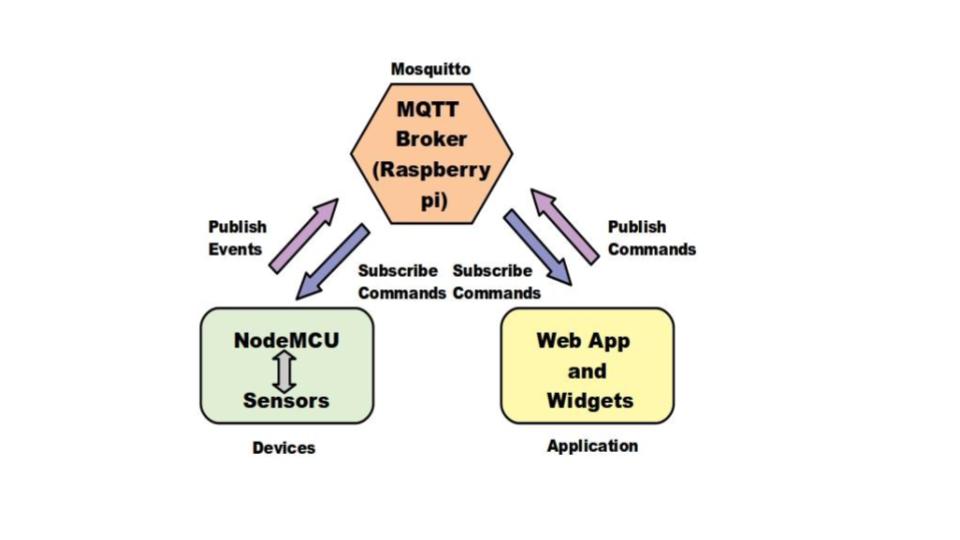 Mosquitto
MQTT
Broker
(Raspberry
pi)
Publish
Events
Subscribe
Commands
Subscribe
Commands
Publish
Commands
NodeMCU
Sensors
Devices
Web App
and
Widgets
Application